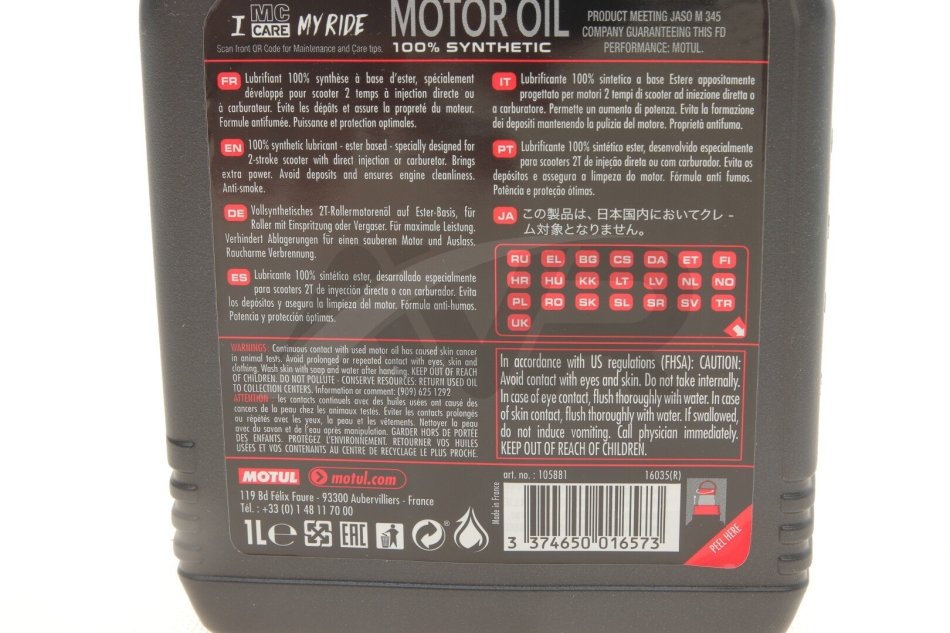 I MC CARE MY RIDE
Scan front QR Code for Maintenance and Care tips.
MOTOR OIL
100% SYNTHETIC
PRODUCT MEETING JASO M 345
COMPANY GUARANTEEING THIS FD
PERFORMANCE: MOTUL.
FR Lubrifiant 100% synthèse à base d'ester, spécialement
développé pour scooter 2 temps à injection directe ou
à carburateur. Évite les dépôts et assure la propreté du moteur.
Formule antifumée. Puissance et protection optimales.
EN 100% synthetic lubricant - ester based - specially designed for
2-stroke scooter with direct injection or carburetor. Brings
extra power. Avoid deposits and ensures engine cleanliness.
Anti-smoke.
DE Vollsynthetisches 2T-Rollermotorenöl auf Ester-Basis, für
Roller mit Einspritzung oder Vergaser. Für maximale Leistung.
Verhindert Ablagerungen für einen sauberen Motor und Auslass.
Raucharme Verbrennung.
ES Lubricante 100% sintético ester, desarrollado especialmente
para scooters 2T de inyección directa o con carburador. Evita
los depósitos y asegura la limpieza del motor. Fórmula anti-humos.
Potencia y protección óptimas.
IT Lubrificante 100% sintetico a base Estere appositamente
progettato per motori 2 tempi di scooter ad iniezione diretta o
a carburatore. Permette un aumento di potenza. Evita la formazione
dei depositi mantenendo la pulizia del motore. Proprietà antifumo.
PT Lubrificante 100% sintético ester, desenvolvido especialmente
para scooters 2T de injeção direta ou com carburador. Evita os
depósitos e assegura a limpeza do motor. Fórmula anti fumos.
Potência e proteção ótimas.
JA この製品は、日本国内においてクレ－
ム対象となりません。
RU EL BG CS DA ET FI
HR HU KK LT LV NL NO
PL RO SK SL SR SV TR
UK
WARNINGS: Continuous contact with used motor oil has caused skin cancer
in animal tests. Avoid prolonged or repeated contact with eyes, skin and
clothing. Wash skin with soap and water after handling. KEEP OUT OF REACH
OF CHILDREN. DO NOT POLLUTE - CONSERVE RESOURCES: RETURN USED OIL
TO COLLECTION CENTERS. Information or comment: (909) 625 1292
ATTENTION : les contacts continuels avec des huiles usées ont causé des
cancers de la peau chez les animaux testés. Éviter les contacts prolongés
ou répétés avec les yeux, la peau et les vêtements. Nettoyer la peau
avec du savon et de l'eau après manipulation. GARDER HORS DE PORTÉE
DES ENFANTS. PROTÉGEZ L'ENVIRONNEMENT. RETOURNER VOS HUILES
USÉES ET VOS CONTENANTS AU CENTRE DE RECYCLAGE LE PLUS PROCHE.
In accordance with US regulations (FHSA): CAUTION:
Avoid contact with eyes and skin. Do not take internally.
In case of eye contact, flush thoroughly with water. In case
of skin contact, flush thoroughly with water. If swallowed,
do not induce vomiting. Call physician immediately.
KEEP OUT OF REACH OF CHILDREN.
MOTUL motul.com
119 Bd Félix Faure - 93300 Aubervilliers - France
Tél. : +33 (0) 1 48 11 70 00
1L e EAC
Made in France
art. no. : 105881 16035(R)
3 374650 016573
PEEL HERE